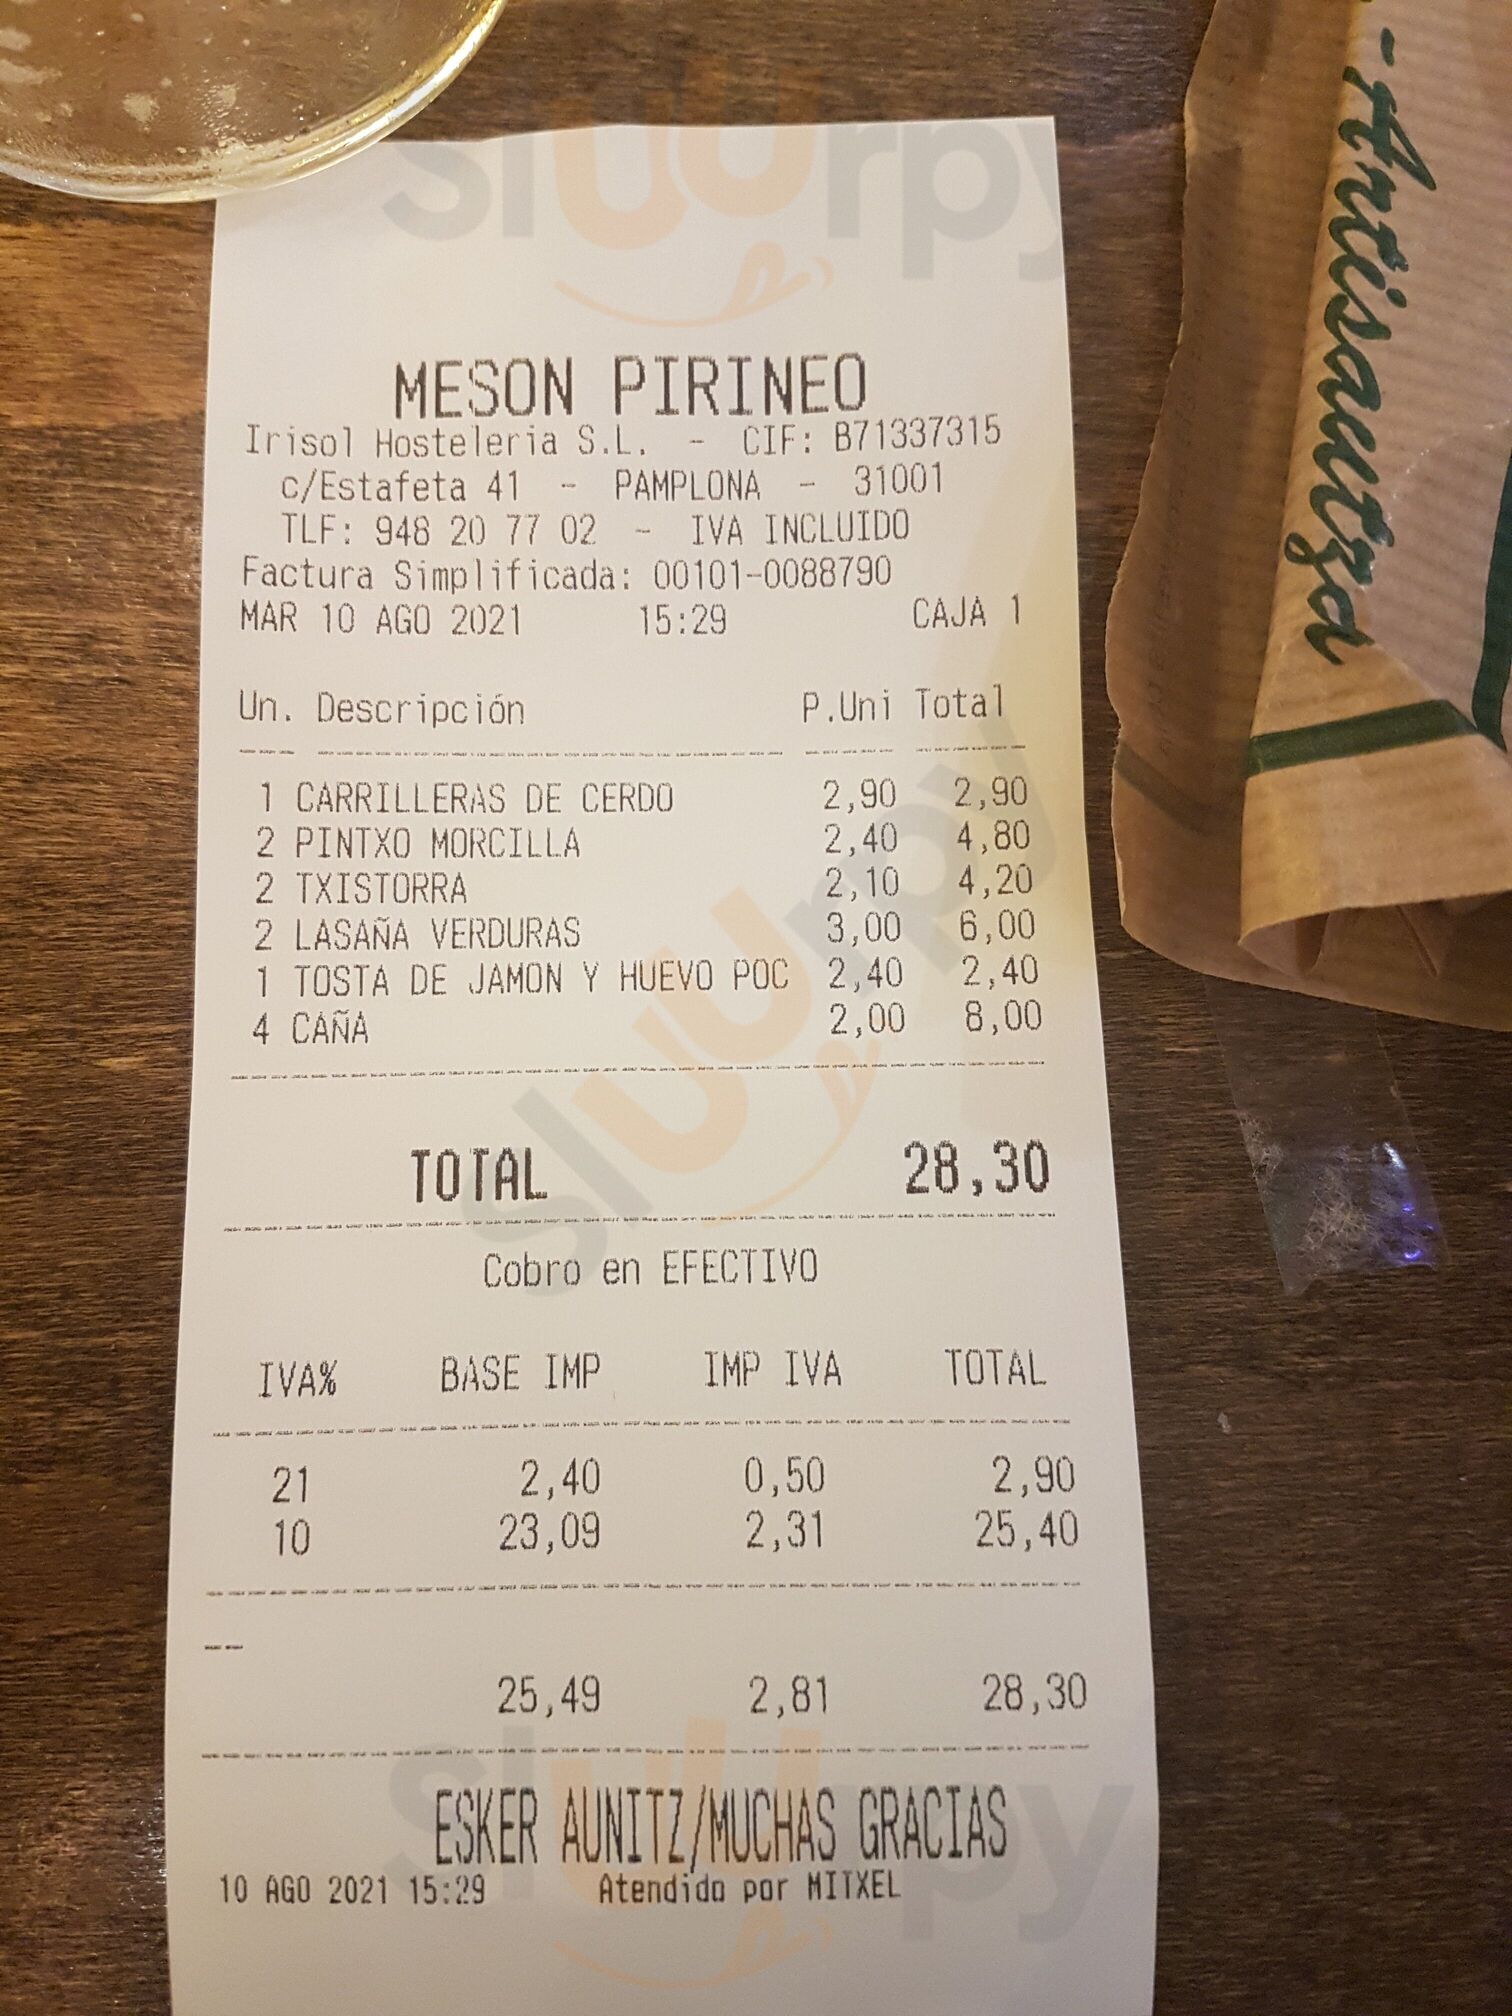 sluurpy
MESON PIRINEO
Irisol Hosteleria S.L. - CIF: B71337315
c/Estafeta 41 - PAMPLONA - 31001
TLF: 948 20 77 02 - IVA INCLUIDO
Factura Simplificada: 00101-0088790
MAR 10 AGO 2021 15:29 CAJA 1
Un. Descripción P.Uni Total
1 CARRILLERAS DE CERDO 2,90 2,90
2 PINTXO MORCILLA 2,40 4,80
2 TXISTORRA 2,10 4,20
2 LASAÑA VERDURAS 3,00 6,00
1 TOSTA DE JAMON Y HUEVO POC 2,40 2,40
4 CAÑA 2,00 8,00
sluurpy
TOTAL 28,30
Cobro en EFECTIVO
IVA% BASE IMP IMP IVA TOTAL
21 2,40 0,50 2,90
10 23,09 2,31 25,40
25,49 2,81 28,30
sluurpy
ESKER AUNITZ/MUCHAS GRACIAS
10 AGO 2021 15:29 Atendido por MITXEL
-Artisautza